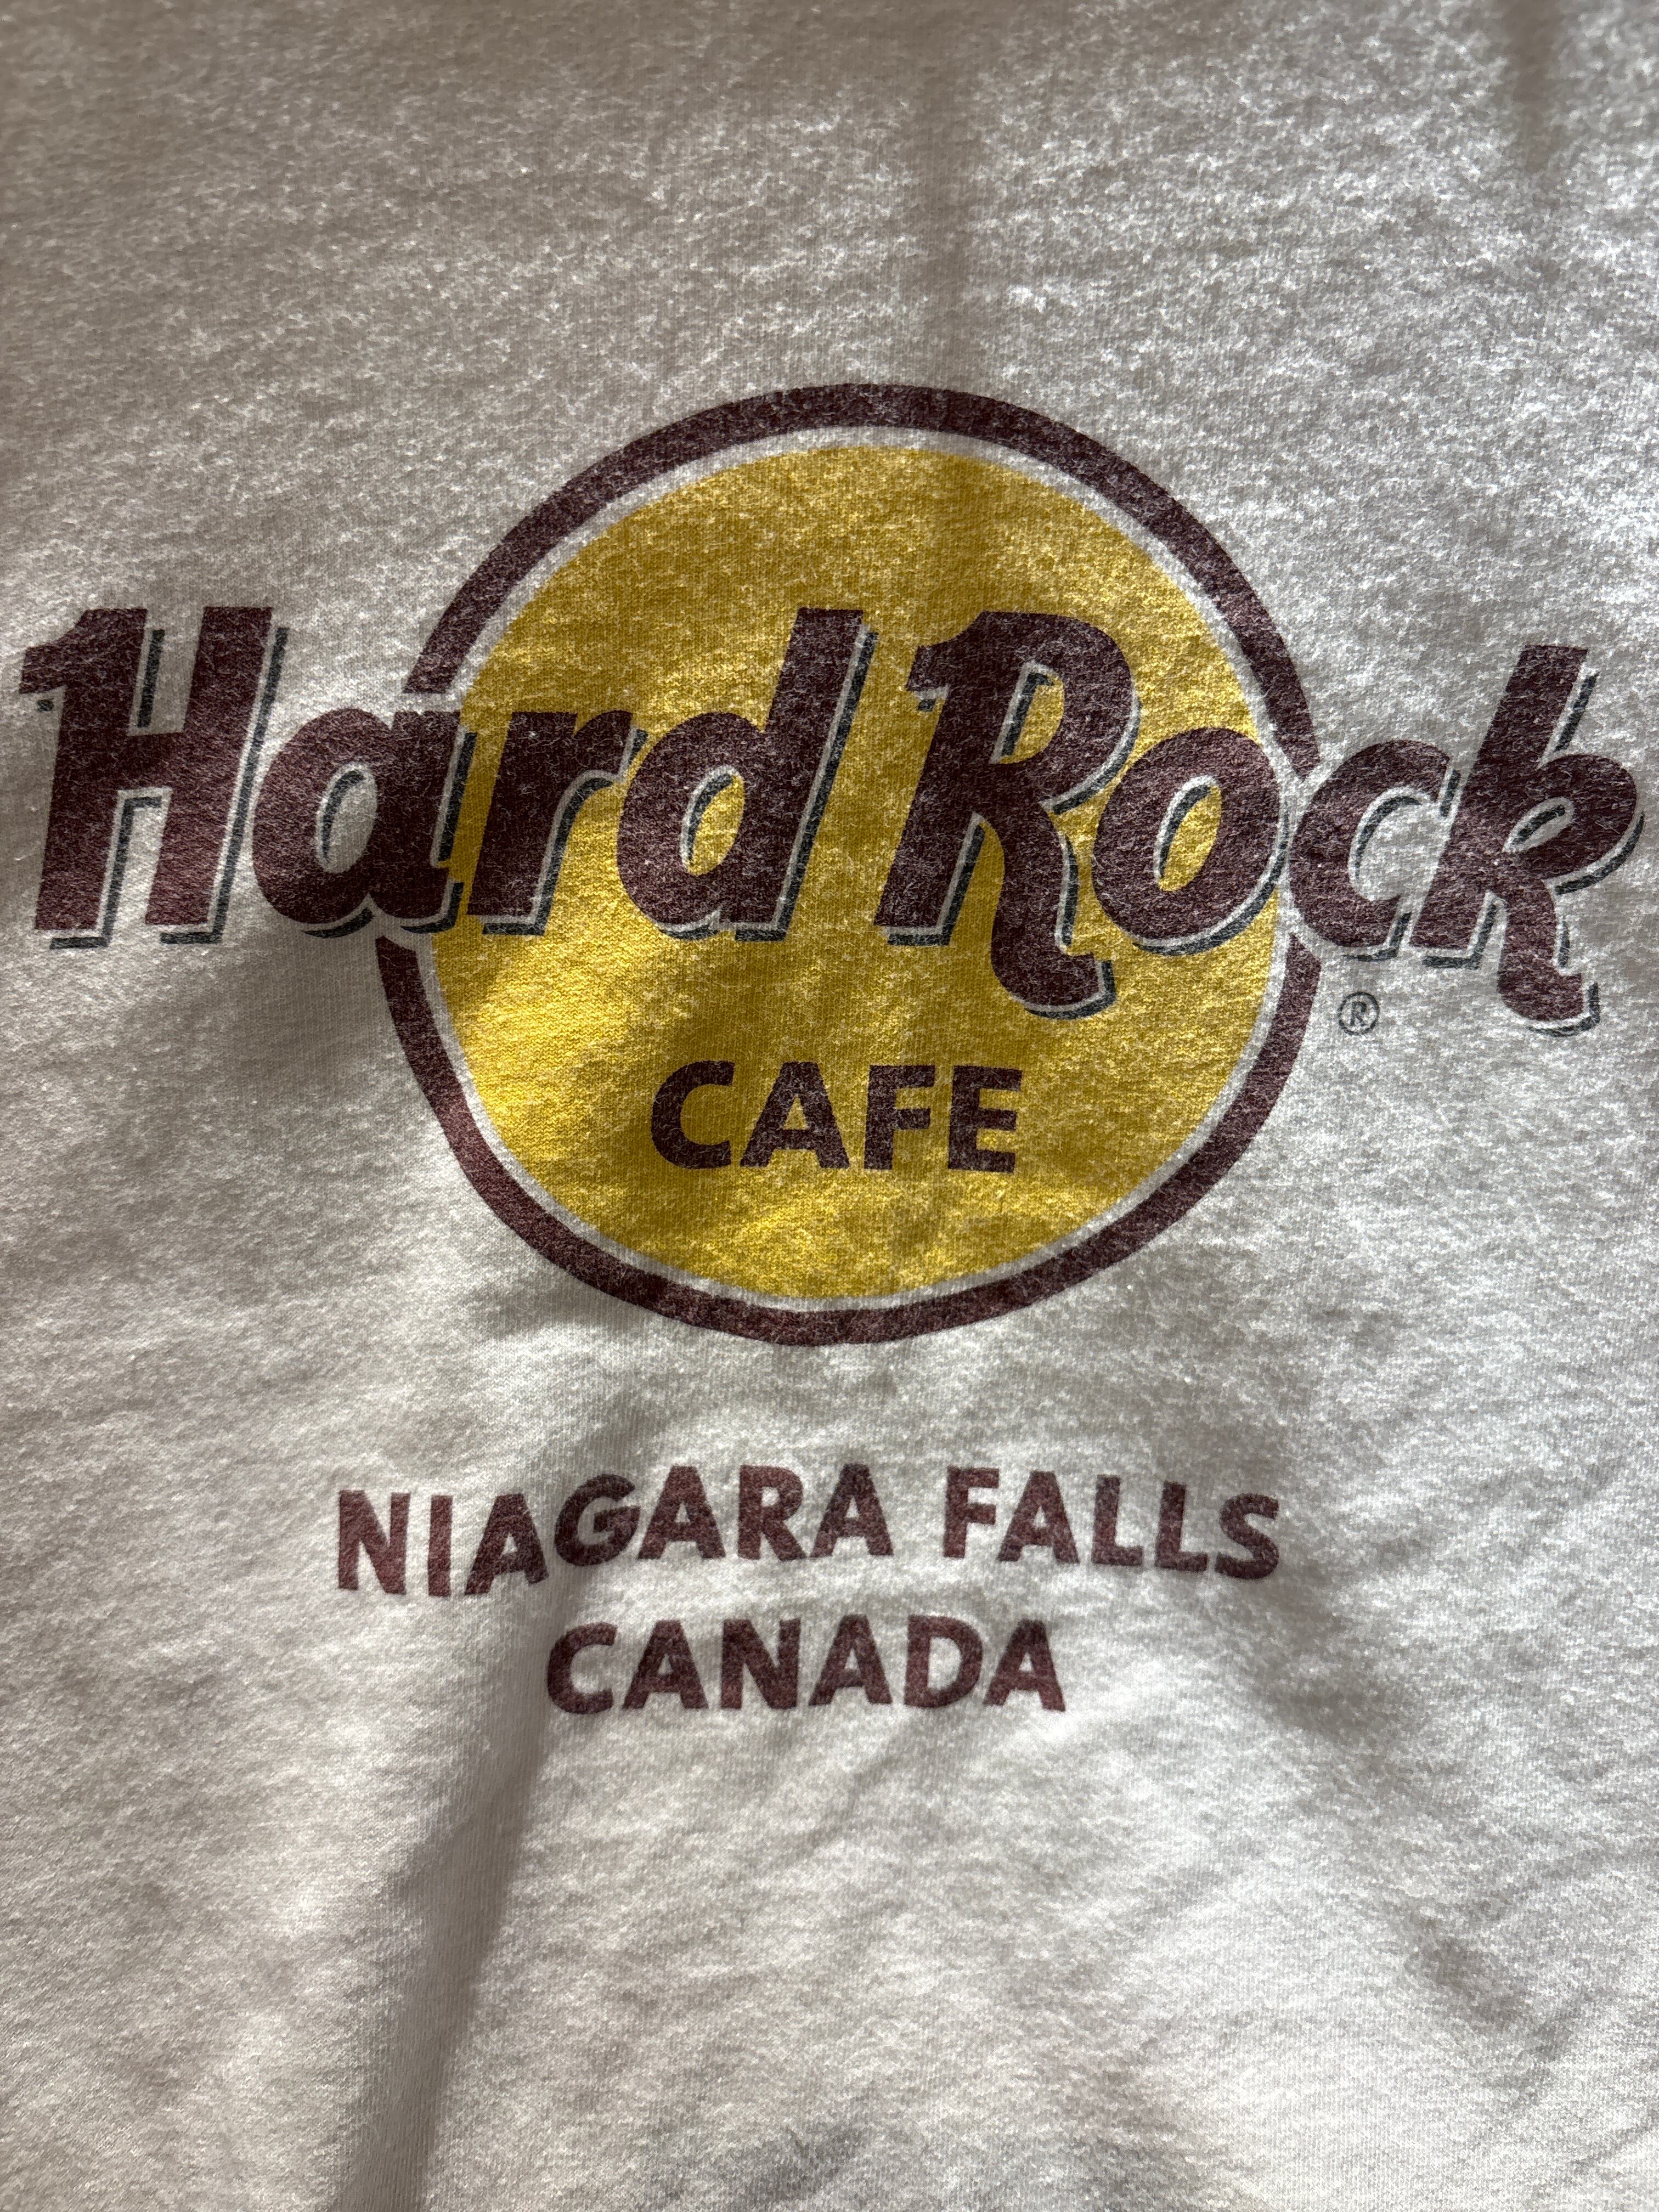 Hard Rock
®
CAFE
NIAGARA FALLS
CANADA